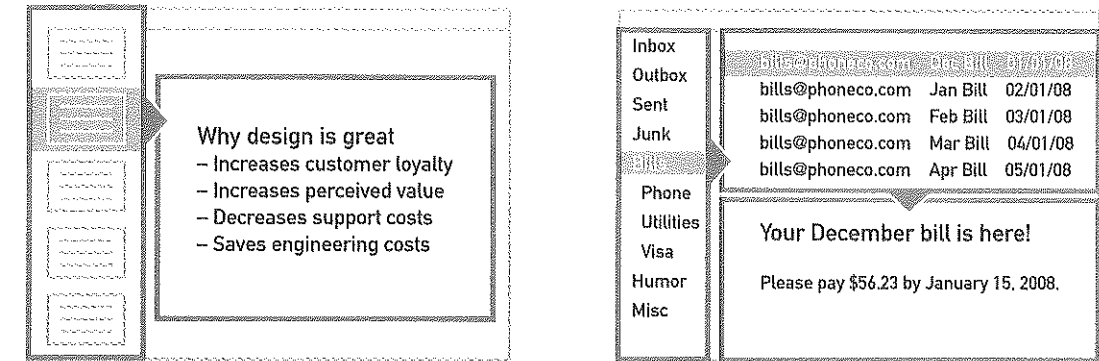 Why design is great
– Increases customer loyalty
– Increases perceived value
– Decreases support costs
– Saves engineering costs
Inbox
Outbox
Sent
Junk
Bills
Phone
Utilities
Visa
Humor
Misc
bills@phoneco.com Dec Bill 01/01/08
bills@phoneco.com Jan Bill 02/01/08
bills@phoneco.com Feb Bill 03/01/08
bills@phoneco.com Mar Bill 04/01/08
bills@phoneco.com Apr Bill 05/01/08
Your December bill is here!
Please pay $56.23 by January 15, 2008.